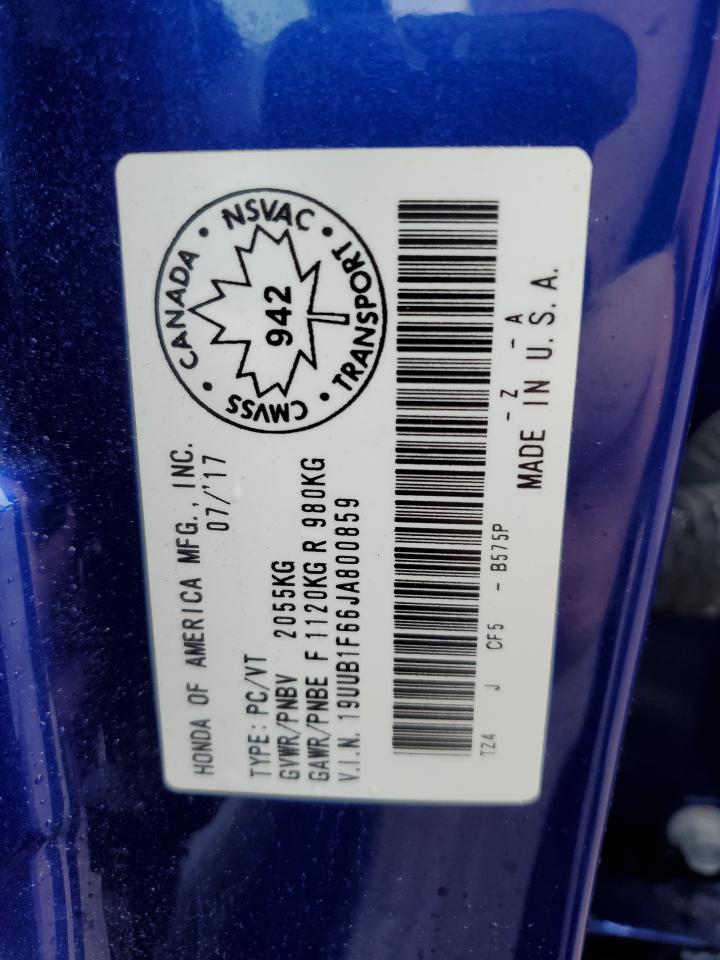 HONDA OF AMERICA MFG., INC.
07/'17
TYPE: PC/VT
GVWR/PNBV 2055KG
GAWR/PNBE F 1120KG R 980KG
V.I.N. 19UUB1F66JA800859
CANADA • NSVAC • TRANSPORT • CMVSS •
942
TZ4 J CF5 - B575P - Z - A
MADE IN U.S.A.